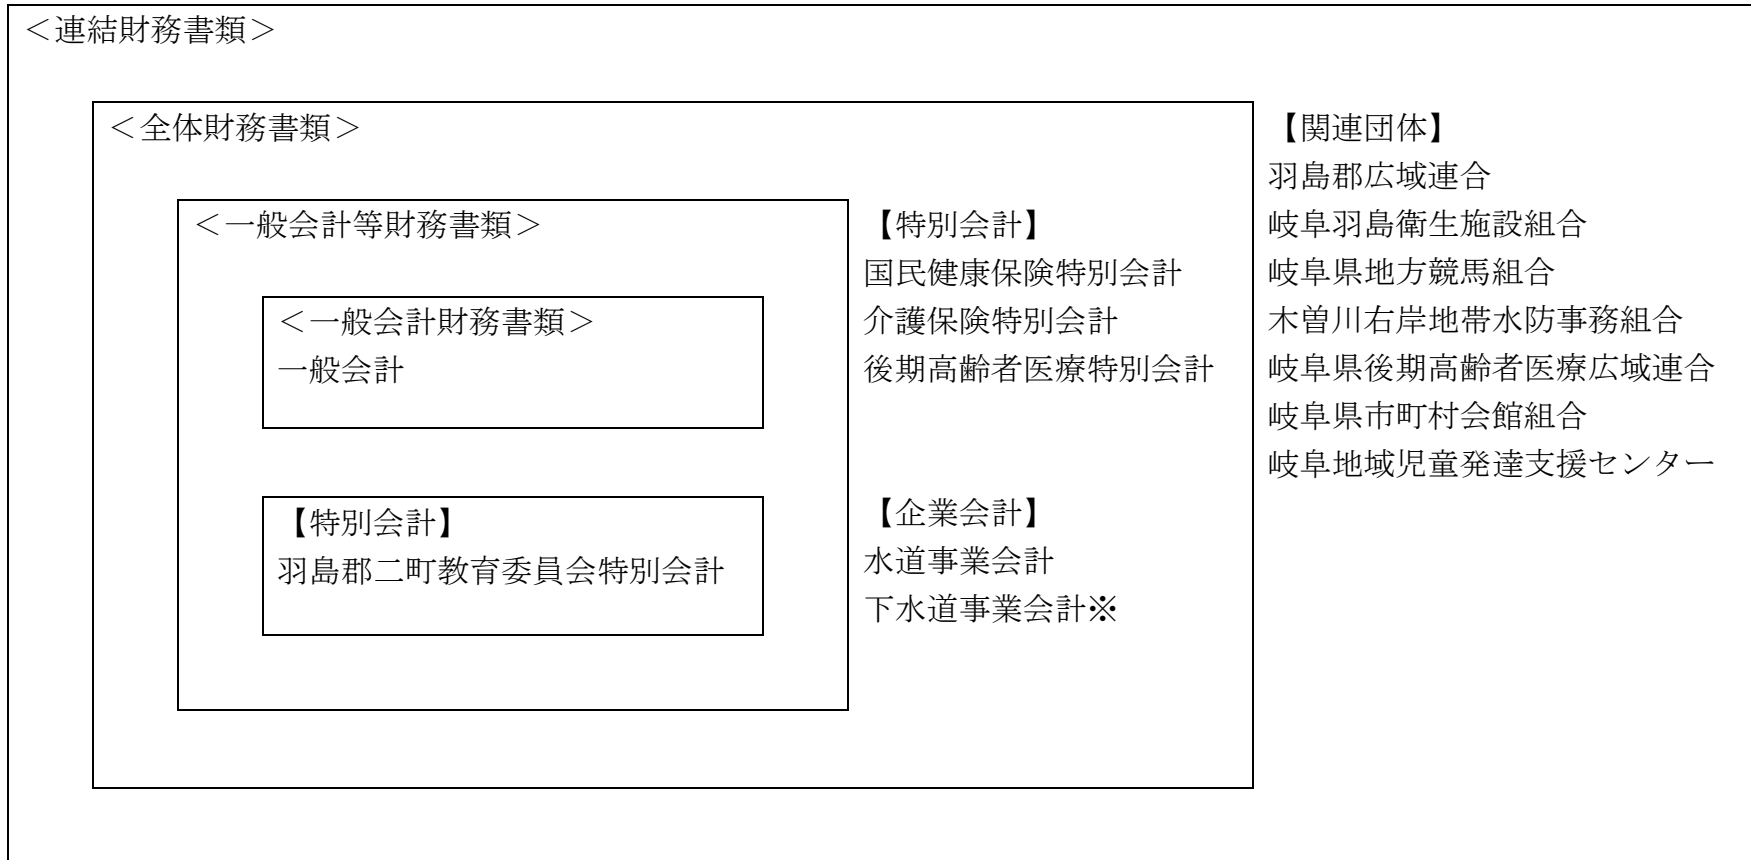 ＜連結財務書類＞
＜全体財務書類＞
＜一般会計等財務書類＞
＜一般会計財務書類＞
一般会計
【特別会計】
羽島郡二町教育委員会特別会計
【特別会計】
国民健康保険特別会計
介護保険特別会計
後期高齢者医療特別会計
【企業会計】
水道事業会計
下水道事業会計※
【関連団体】
羽島郡広域連合
岐阜羽島衛生施設組合
岐阜県地方競馬組合
木曽川右岸地帯水防事務組合
岐阜県後期高齢者医療広域連合
岐阜県市町村会館組合
岐阜地域児童発達支援センター